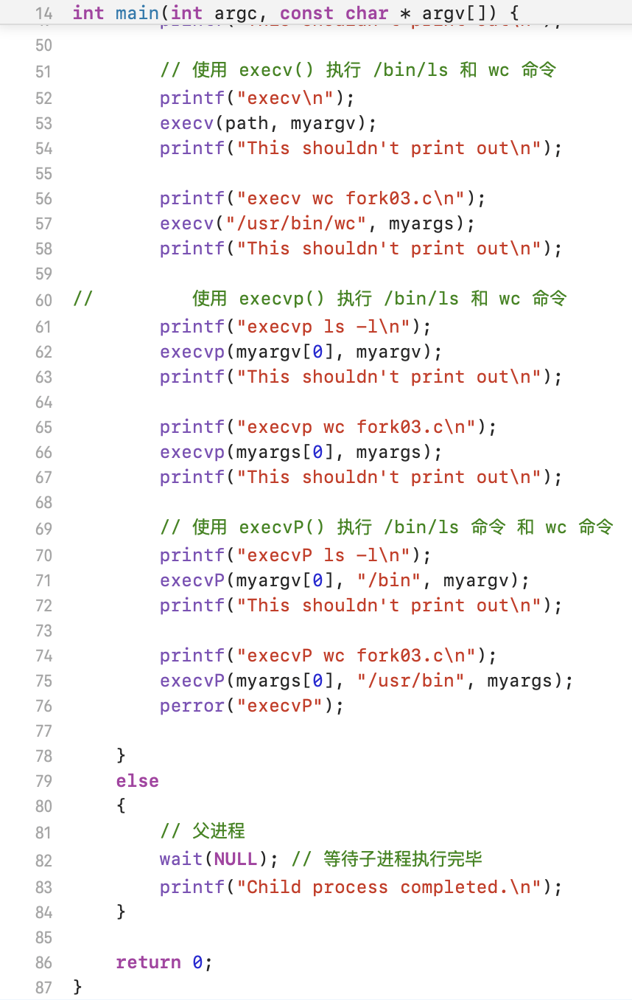 14 int main(int argc, const char * argv[]) {
50
51 // 使用 execv() 执行 /bin/ls 和 wc 命令
52 printf("execv\n");
53 execv(path, myargv);
54 printf("This shouldn't print out\n");
55
56 printf("execv wc fork03.c\n");
57 execv("/usr/bin/wc", myargs);
58 printf("This shouldn't print out\n");
59
60 // 使用 execvp() 执行 /bin/ls 和 wc 命令
61 printf("execvp ls -l\n");
62 execvp(myargv[0], myargv);
63 printf("This shouldn't print out\n");
64
65 printf("execvp wc fork03.c\n");
66 execvp(myargs[0], myargs);
67 printf("This shouldn't print out\n");
68
69 // 使用 execvP() 执行 /bin/ls 命令 和 wc 命令
70 printf("execvP ls -l\n");
71 execvP(myargv[0], "/bin", myargv);
72 printf("This shouldn't print out\n");
73
74 printf("execvP wc fork03.c\n");
75 execvP(myargs[0], "/usr/bin", myargs);
76 perror("execvP");
77
78 }
79 else
80 {
81 // 父进程
82 wait(NULL); // 等待子进程执行完毕
83 printf("Child process completed.\n");
84 }
85
86 return 0;
87 }